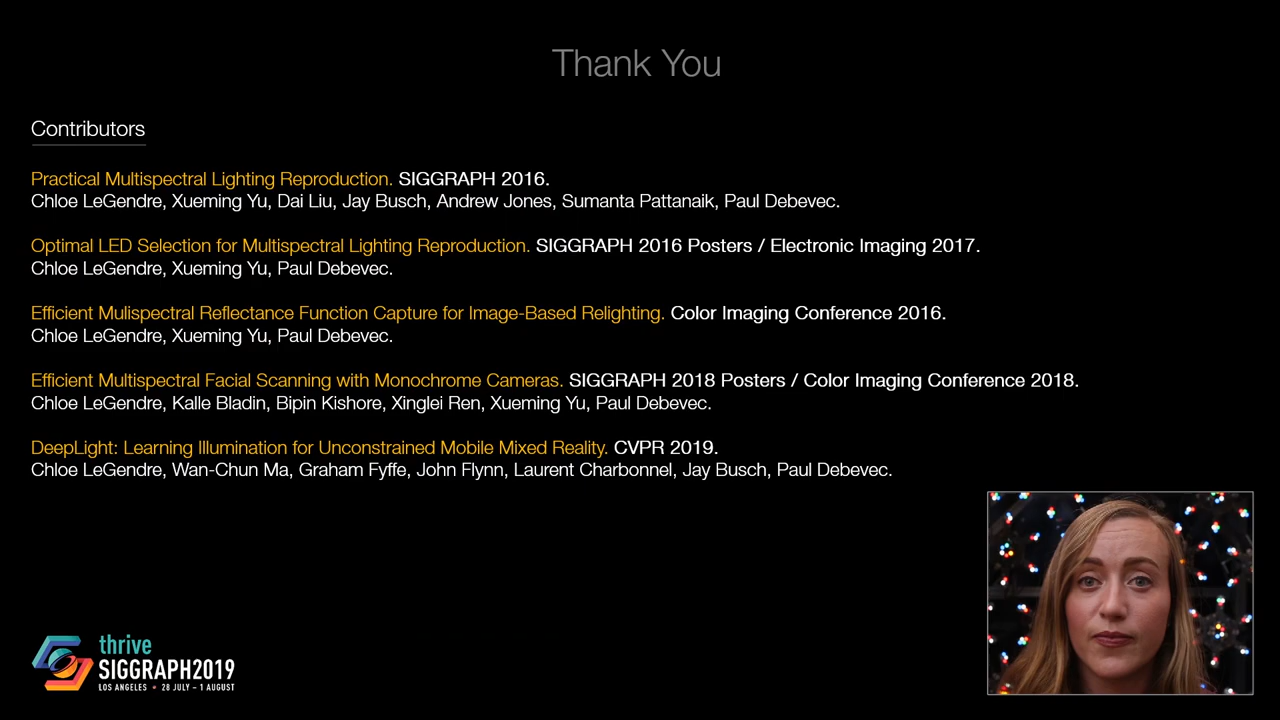 Thank You
Contributors
Practical Multispectral Lighting Reproduction. SIGGRAPH 2016.
Chloe LeGendre, Xueming Yu, Dai Liu, Jay Busch, Andrew Jones, Sumanta Pattanaik, Paul Debevec.
Optimal LED Selection for Multispectral Lighting Reproduction. SIGGRAPH 2016 Posters / Electronic Imaging 2017.
Chloe LeGendre, Xueming Yu, Paul Debevec.
Efficient Mulispectral Reflectance Function Capture for Image-Based Relighting. Color Imaging Conference 2016.
Chloe LeGendre, Xueming Yu, Paul Debevec.
Efficient Multispectral Facial Scanning with Monochrome Cameras. SIGGRAPH 2018 Posters / Color Imaging Conference 2018.
Chloe LeGendre, Kalle Bladin, Bipin Kishore, Xinglei Ren, Xueming Yu, Paul Debevec.
DeepLight: Learning Illumination for Unconstrained Mobile Mixed Reality. CVPR 2019.
Chloe LeGendre, Wan-Chun Ma, Graham Fyffe, John Flynn, Laurent Charbonnel, Jay Busch, Paul Debevec.
thrive
SIGGRAPH2019
LOS ANGELES • 28 JULY – 1 AUGUST